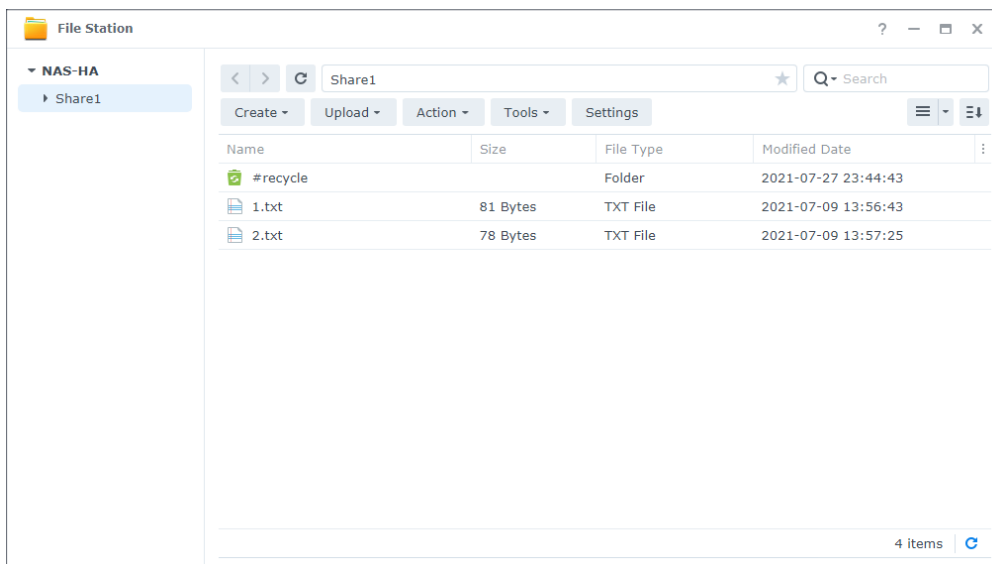 File Station
NAS-HA
Share1
Share1
Search
Create Upload Action Tools Settings
Name Size File Type Modified Date
#recycle Folder 2021-07-27 23:44:43
1.txt 81 Bytes TXT File 2021-07-09 13:56:43
2.txt 78 Bytes TXT File 2021-07-09 13:57:25
4 items